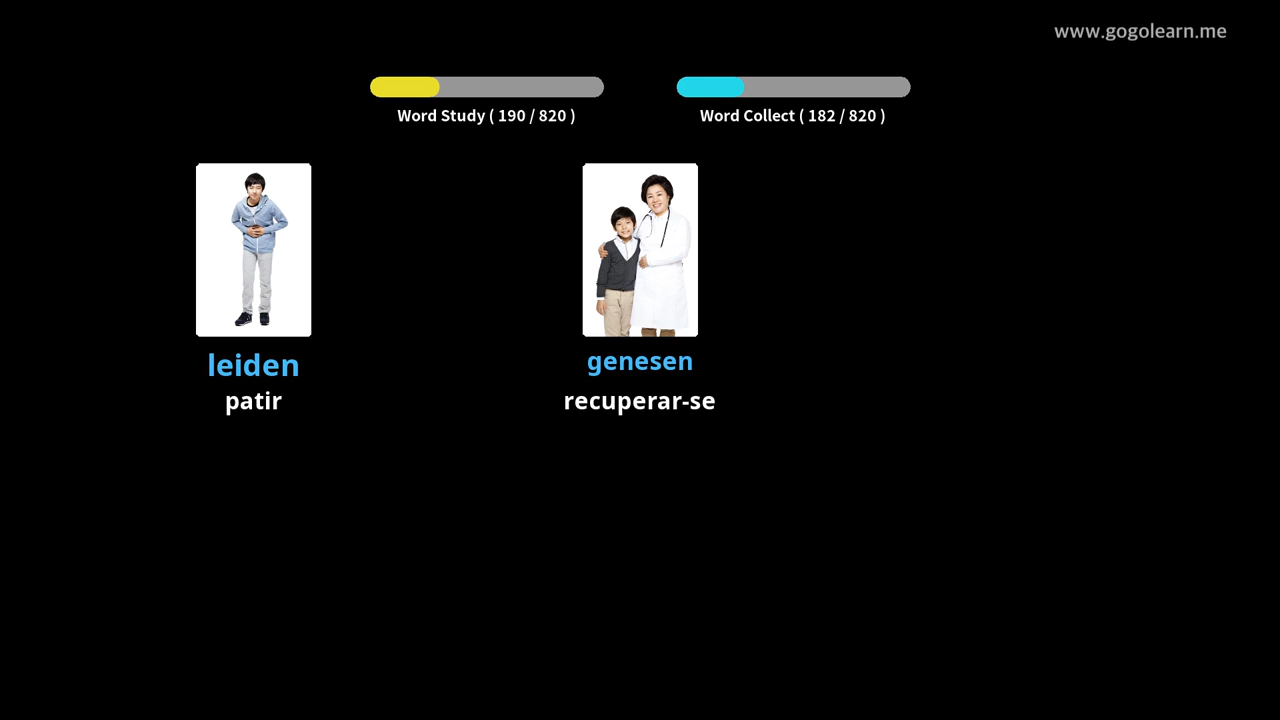 www.gogolearn.me
Word Study ( 190 / 820 )
Word Collect ( 182 / 820 )
leiden
patir
genesen
recuperar-se